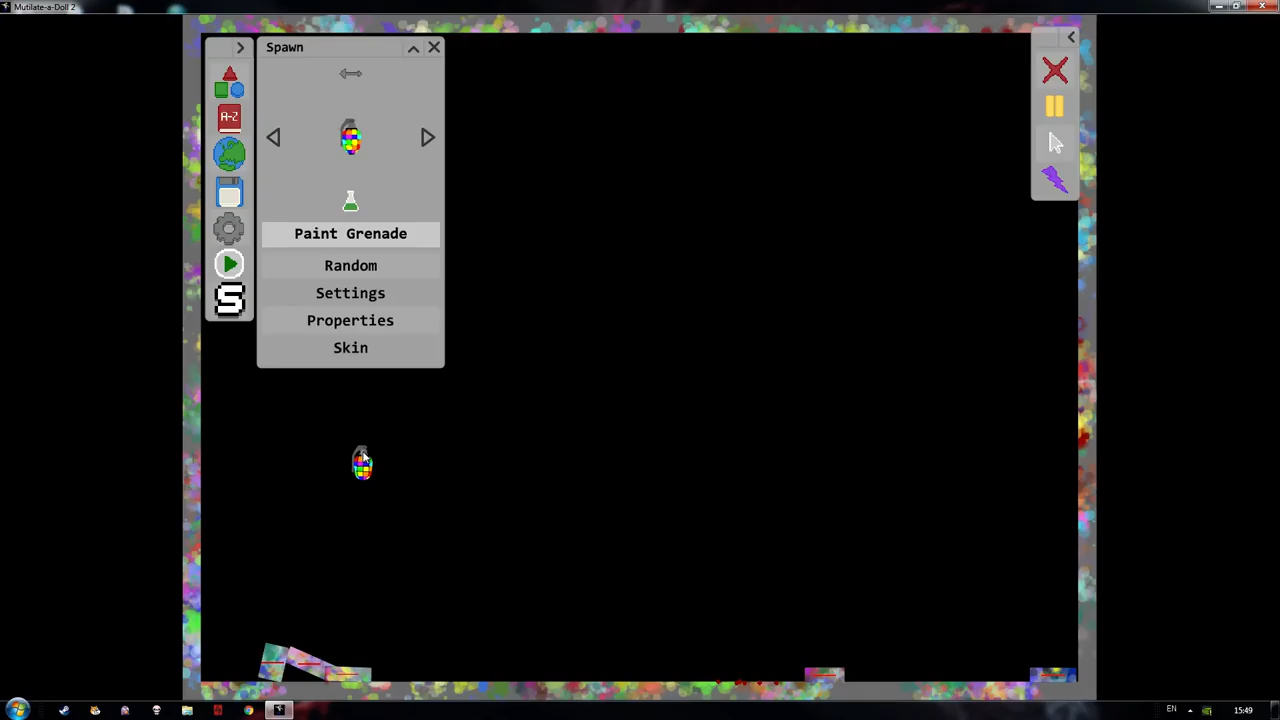 Mutilate-a-Doll 2
Spawn
A-Z
Paint Grenade
Random
Settings
Properties
Skin
S
EN
15:49